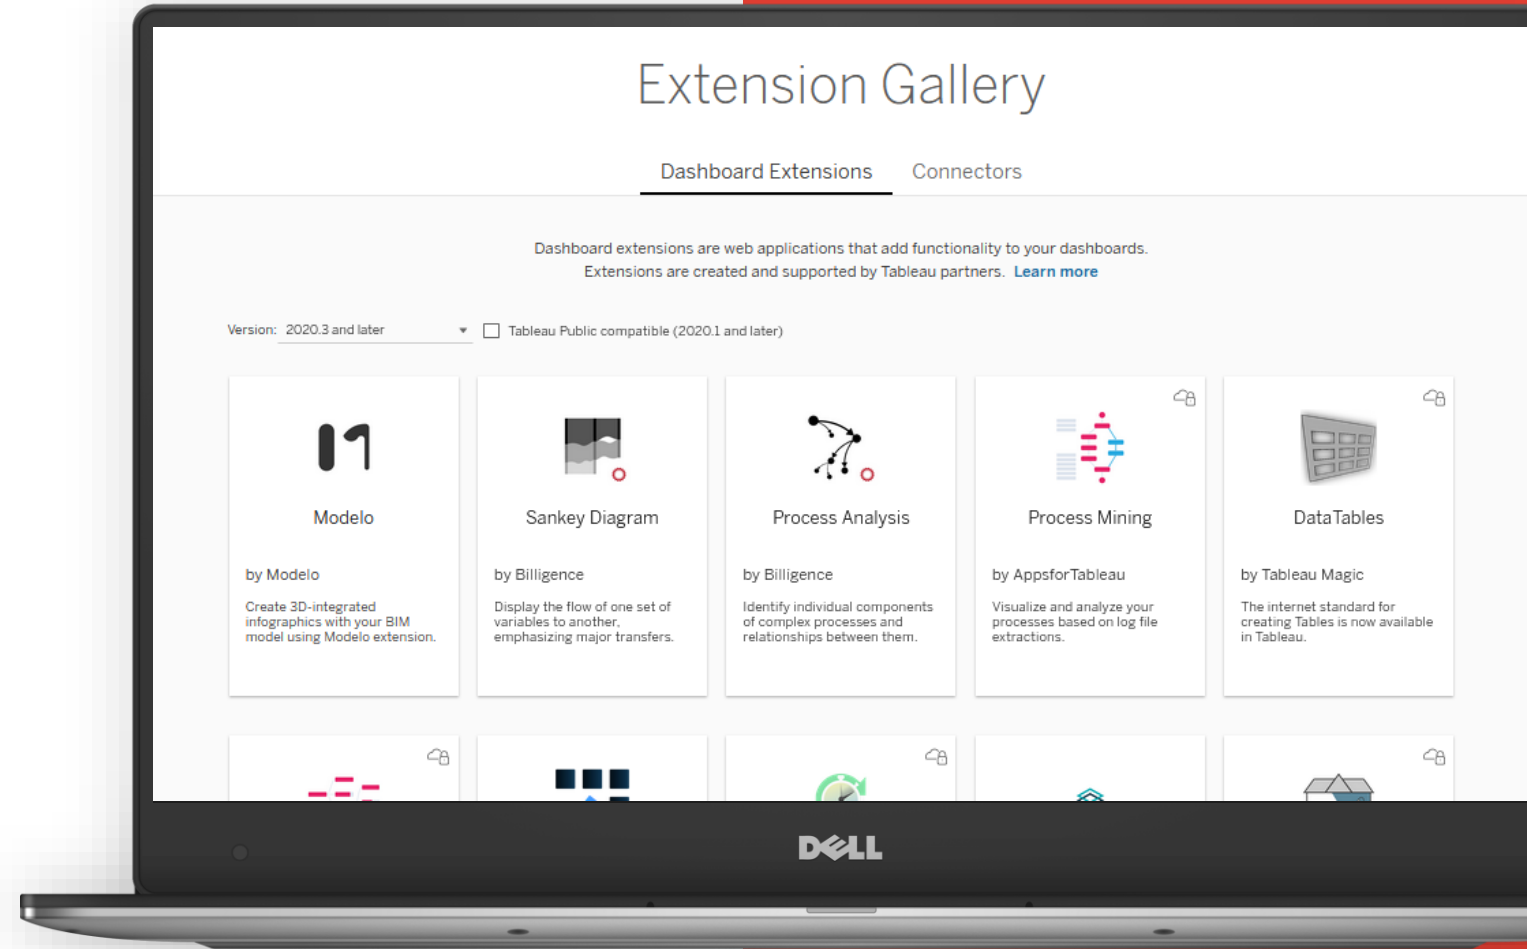 Extension Gallery
Dashboard Extensions
Connectors
Dashboard extensions are web applications that add functionality to your dashboards.
Extensions are created and supported by Tableau partners. Learn more
Version: 2020.3 and later
Tableau Public compatible (2020.1 and later)
Modelo
by Modelo
Create 3D-integrated
infographics with your BIM
model using Modelo extension.
Sankey Diagram
by Billigence
Display the flow of one set of
variables to another,
emphasizing major transfers.
Process Analysis
by Billigence
Identify individual components
of complex processes and
relationships between them.
Process Mining
by AppsforTableau
Visualize and analyze your
processes based on log file
extractions.
DataTables
by Tableau Magic
The internet standard for
creating Tables is now available
in Tableau.
DELL